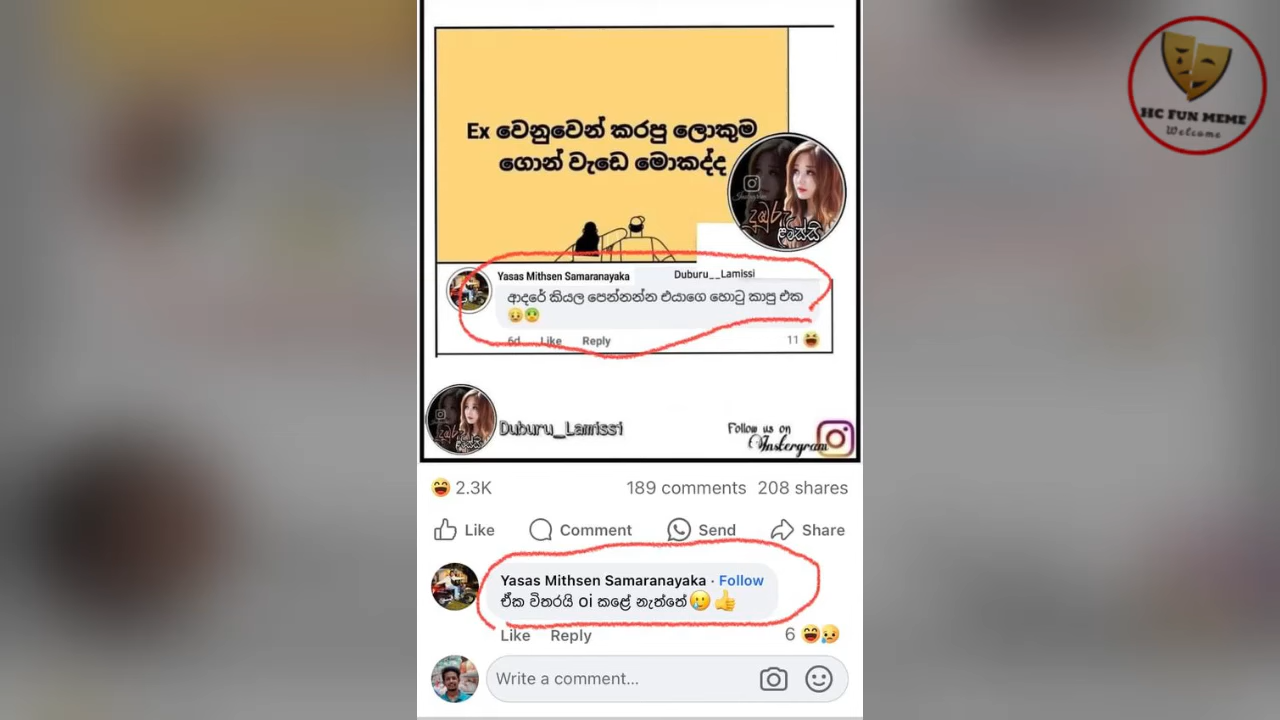 HC FUN MEME
Welcome
Ex වෙනුවෙන් කරපු ලොකුම
ගොන් වැඩෙ මොකද්ද
දුඹුරු
ලමිස්සි
Yasas Mithsen Samaranayaka
Duburu__Lamissi
ආදරේ කියල පෙන්නන්න එයාගෙ හොටු කාපු එක
🥺🤢
6d Like Reply 11 😆
Duburu_Lamissi
Follow us on
Instergram
😆 2.3K 189 comments 208 shares
Like Comment Send Share
Yasas Mithsen Samaranayaka · Follow
ඒක විතරයි oi කළේ නැත්තේ🥲👍
Like Reply 6 😆😢
Write a comment...